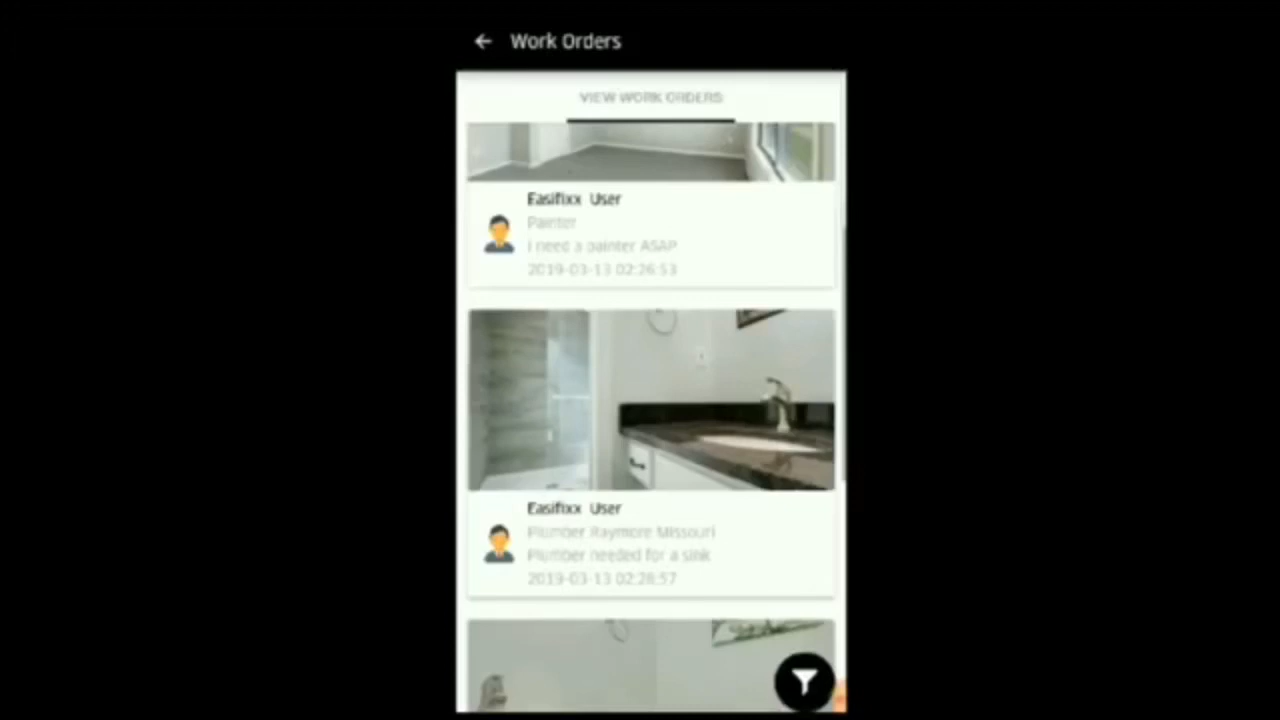 Work Orders
VIEW WORK ORDERS
Easifixx User
Painter
I need a painter ASAP
2019-03-13 02:26:53
Easifixx User
Plumber Raymore Missouri
Plumber needed for a sink
2019-03-13 02:28:57